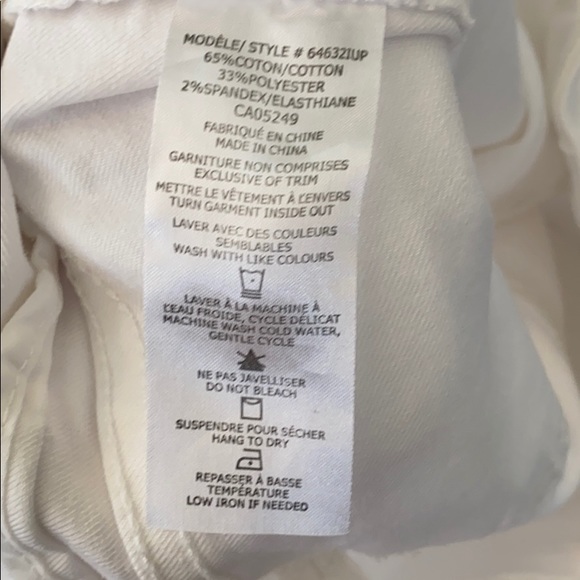 MODÈLE/ STYLE # 64632IUP
65%COTON/COTTON
33%POLYESTER
2%SPANDEX/ELASTHIANE
CA05249
FABRIQUÉ EN CHINE
MADE IN CHINA
GARNITURE NON COMPRISES
EXCLUSIVE OF TRIM
METTRE LE VÊTEMENT À L'ENVERS
TURN GARMENT INSIDE OUT
LAVER AVEC DES COULEURS
SEMBLABLES
WASH WITH LIKE COLOURS
LAVER À LA MACHINE À
L'EAU FROIDE, CYCLE DÉLICAT
MACHINE WASH COLD WATER,
GENTLE CYCLE
NE PAS JAVELLISER
DO NOT BLEACH
SUSPENDRE POUR SÉCHER
HANG TO DRY
REPASSER À BASSE
TEMPÉRATURE
LOW IRON IF NEEDED